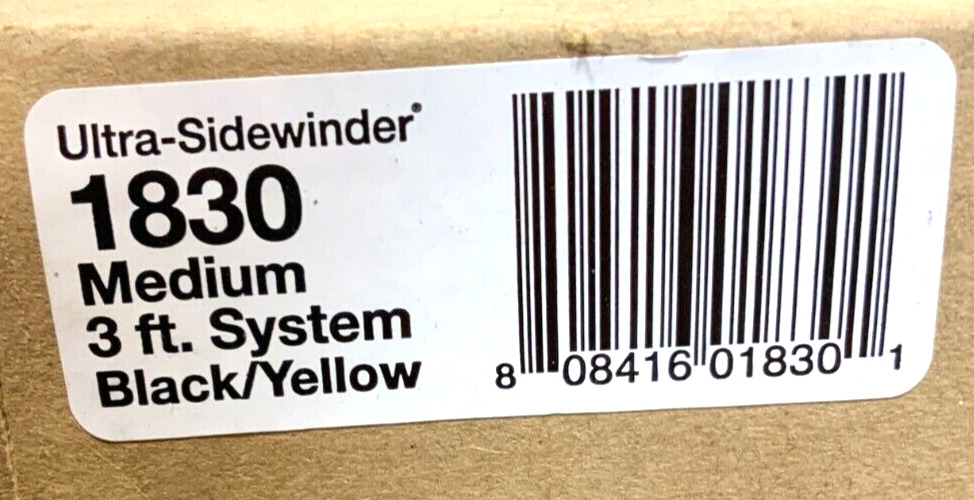 Ultra-Sidewinder®
1830
Medium
3 ft. System
Black/Yellow
8 08416 01830 1